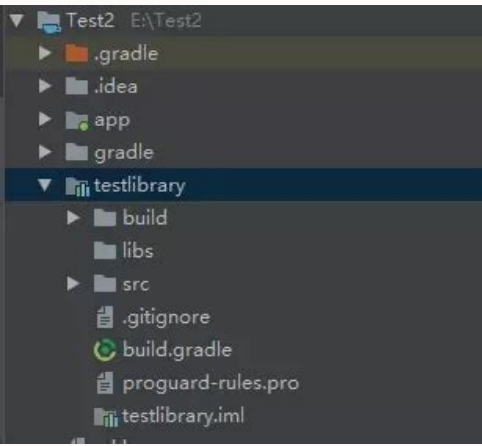 Test2 E:\Test2
.gradle
.idea
app
gradle
testlibrary
build
libs
src
.gitignore
build.gradle
proguard-rules.pro
testlibrary.iml